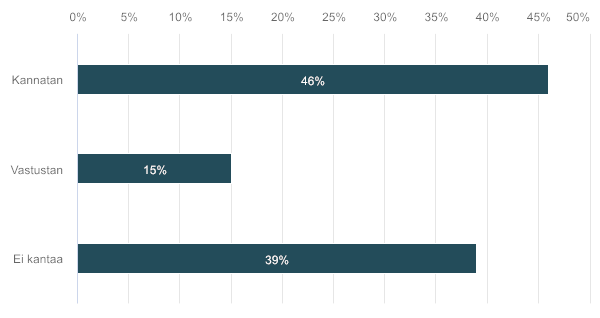 0% 5% 10% 15% 20% 25% 30% 35% 40% 45% 50%
Kannatan 46%
Vastustan 15%
Ei kantaa 39%